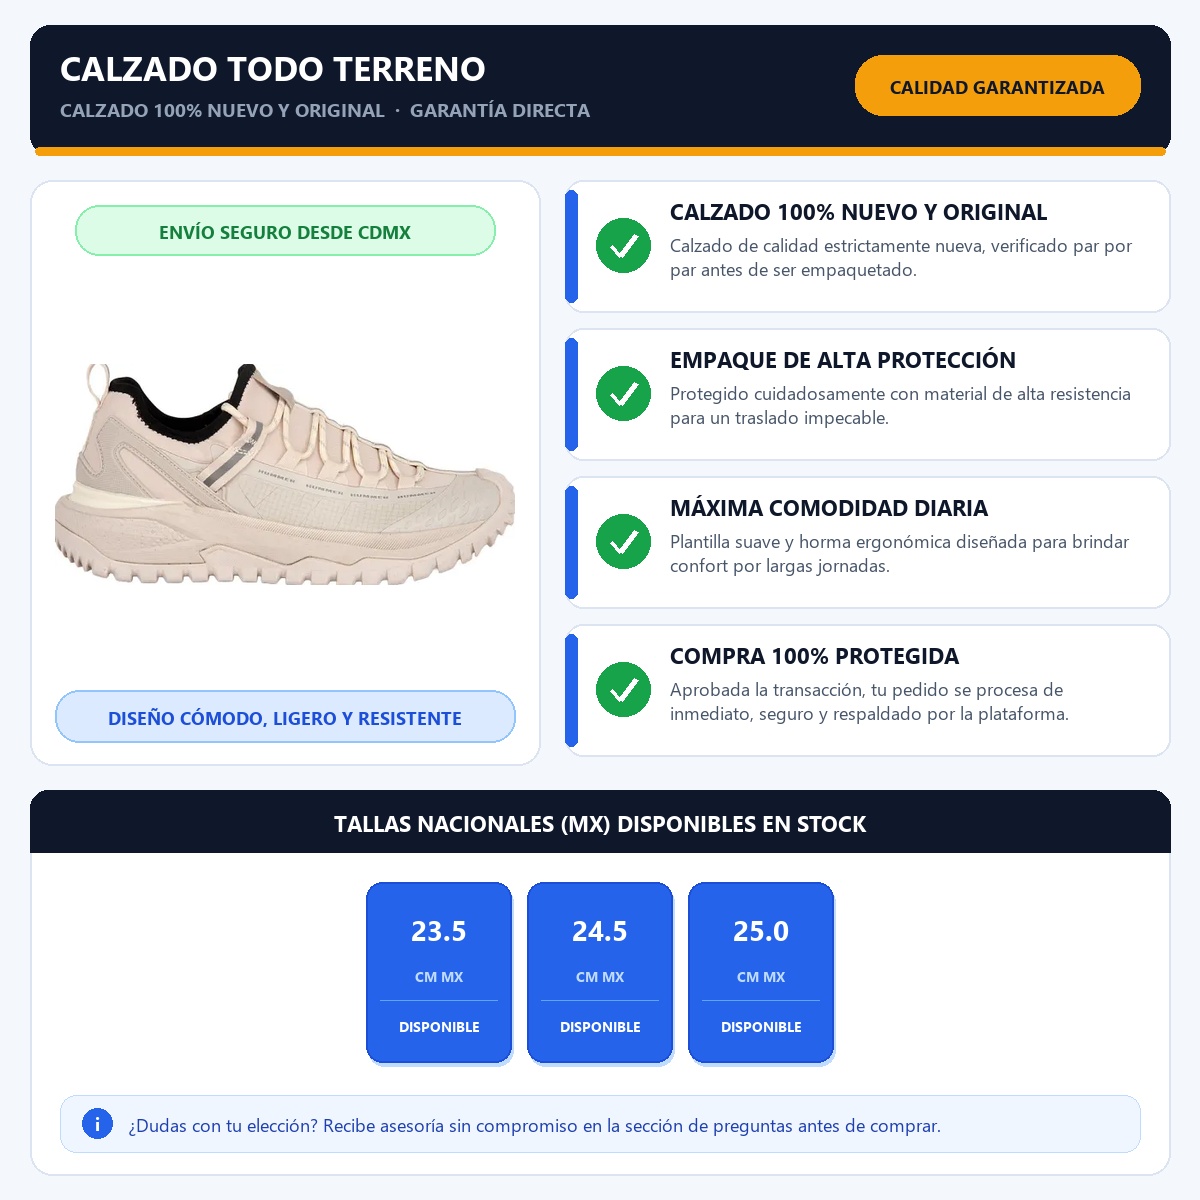 CALZADO TODO TERRENO
CALZADO 100% NUEVO Y ORIGINAL · GARANTÍA DIRECTA
CALIDAD GARANTIZADA
ENVÍO SEGURO DESDE CDMX
HUMMER HUMMER HUMMER HUMMER
DISEÑO CÓMODO, LIGERO Y RESISTENTE
CALZADO 100% NUEVO Y ORIGINAL
Calzado de calidad estrictamente nueva, verificado par por
par antes de ser empaquetado.
EMPAQUE DE ALTA PROTECCIÓN
Protegido cuidadosamente con material de alta resistencia
para un traslado impecable.
MÁXIMA COMODIDAD DIARIA
Plantilla suave y horma ergonómica diseñada para brindar
confort por largas jornadas.
COMPRA 100% PROTEGIDA
Aprobada la transacción, tu pedido se procesa de
inmediato, seguro y respaldado por la plataforma.
TALLAS NACIONALES (MX) DISPONIBLES EN STOCK
23.5
CM MX
DISPONIBLE
24.5
CM MX
DISPONIBLE
25.0
CM MX
DISPONIBLE
¿Dudas con tu elección? Recibe asesoría sin compromiso en la sección de preguntas antes de comprar.